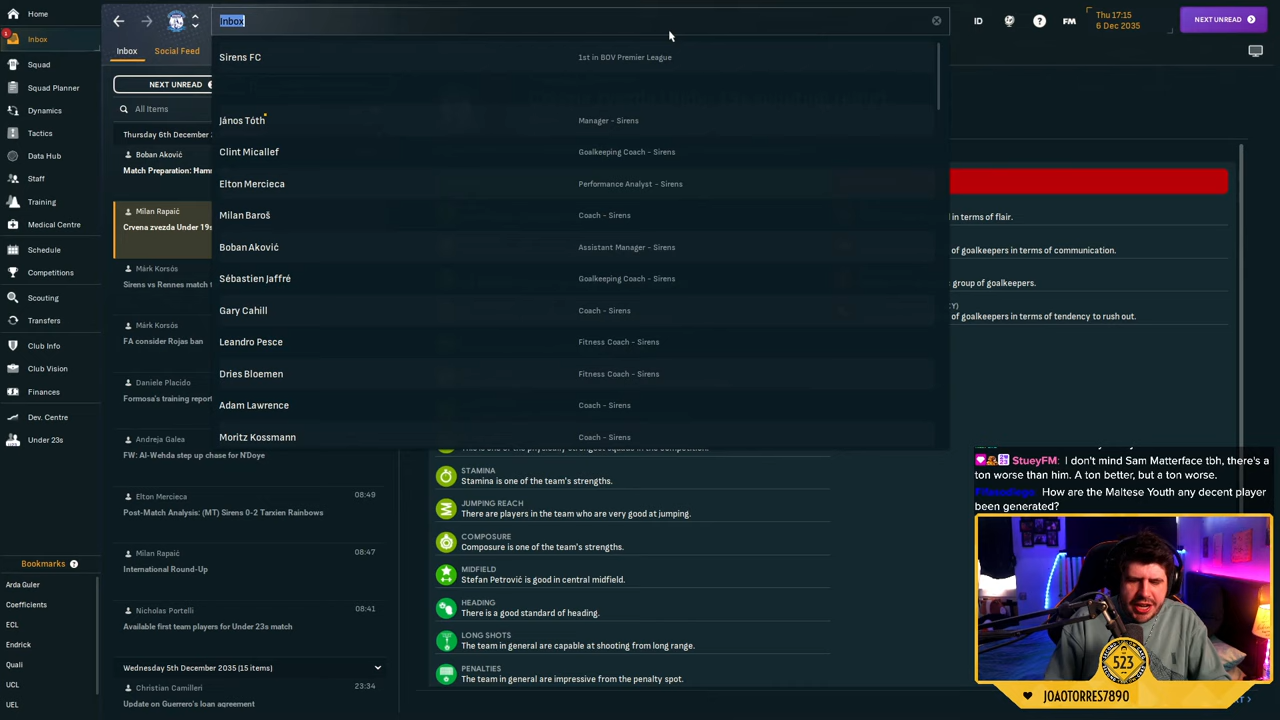 Home
Inbox
Squad
Squad Planner
Dynamics
Tactics
Data Hub
Staff
Training
Medical Centre
Schedule
Competitions
Scouting
Transfers
Club Info
Club Vision
Finances
Dev. Centre
Under 23s
Bookmarks
Arda Guler
Coefficients
ECL
Endrick
Quali
UCL
UEL
1
Inbox
ID
FM
Thu 17:15
6 Dec 2035
NEXT UNREAD
Inbox Social Feed
NEXT UNREAD
All Items
Thursday 6th December
Boban Aković
Match Preparation: Ham
Milan Rapaić
Crvena zvezda Under 19s
Márk Korsós
Sirens vs Rennes match t
Márk Korsós
FA consider Rojas ban
Daniele Placido
Formosa's training report
Andreja Galea
FW: Al-Wehda step up chase for N'Doye
Elton Mercieca 08:49
Post-Match Analysis: (MT) Sirens 0-2 Tarxien Rainbows
Milan Rapaić 08:47
International Round-Up
Nicholas Portelli 08:41
Available first team players for Under 23s match
Wednesday 5th December 2035 (15 items)
Christian Camilleri 23:34
Update on Guerrero's loan agreement
Sirens FC 1st in BOV Premier League
János Tóth Manager - Sirens
Clint Micallef Goalkeeping Coach - Sirens
Elton Mercieca Performance Analyst - Sirens
Milan Baroš Coach - Sirens
Boban Aković Assistant Manager - Sirens
Sébastien Jaffré Goalkeeping Coach - Sirens
Gary Cahill Coach - Sirens
Leandro Pesce Fitness Coach - Sirens
Dries Bloemen Fitness Coach - Sirens
Adam Lawrence Coach - Sirens
Moritz Kossmann Coach - Sirens
in terms of flair.
of goalkeepers in terms of communication.
group of goalkeepers.
of goalkeepers in terms of tendency to rush out.
STAMINA
Stamina is one of the team's strengths.
JUMPING REACH
There are players in the team who are very good at jumping.
COMPOSURE
Composure is one of the team's strengths.
MIDFIELD
Stefan Petrović is good in central midfield.
HEADING
There is a good standard of heading.
LONG SHOTS
The team in general are capable at shooting from long range.
PENALTIES
The team in general are impressive from the penalty spot.
StueyFM: I don't mind Sam Matterface tbh, there's a
ton worse than him. A ton better, but a ton worse.
How are the Maltese Youth any decent player
been generated?
523
JOAOTORRES7890